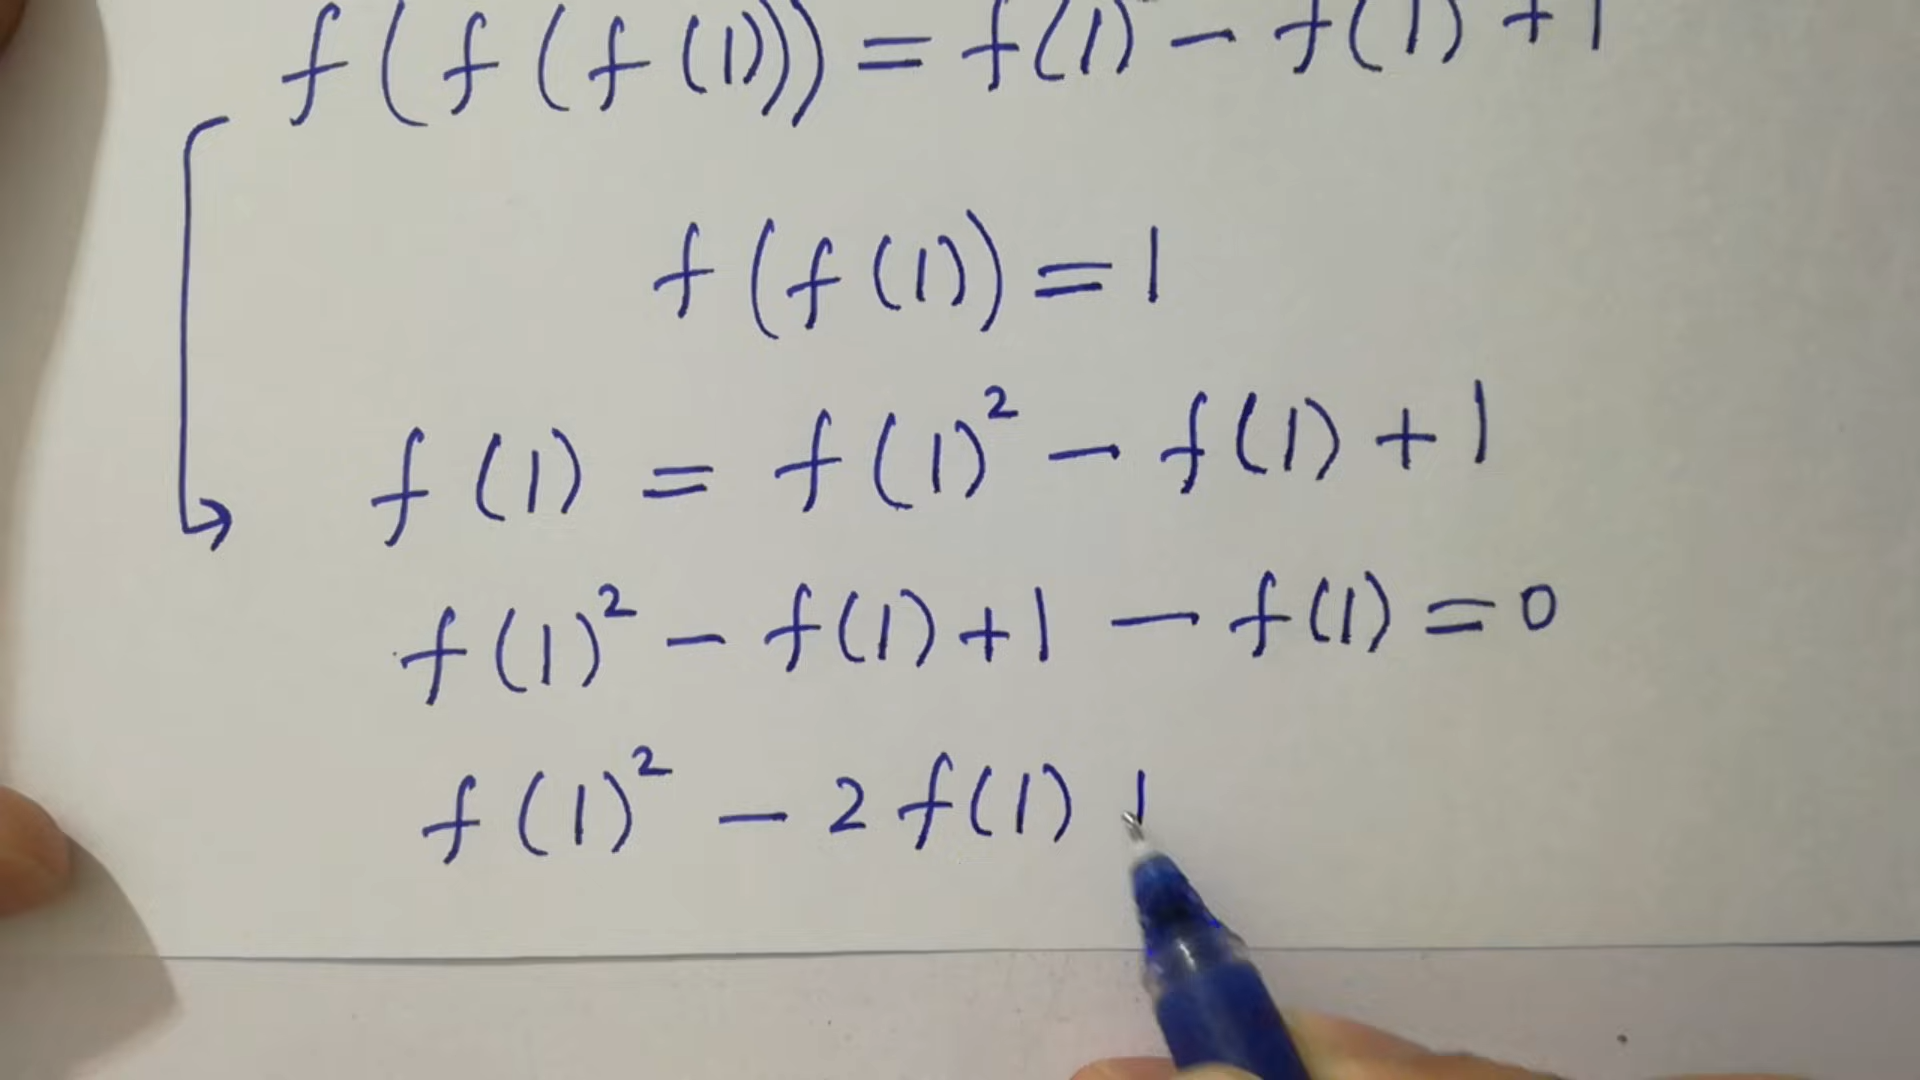 f(f(f(1))) = f(1)² - f(1) + 1
f(f(1)) = 1
f(1) = f(1)² - f(1) + 1
f(1)² - f(1) + 1 - f(1) = 0
f(1)² - 2 f(1)